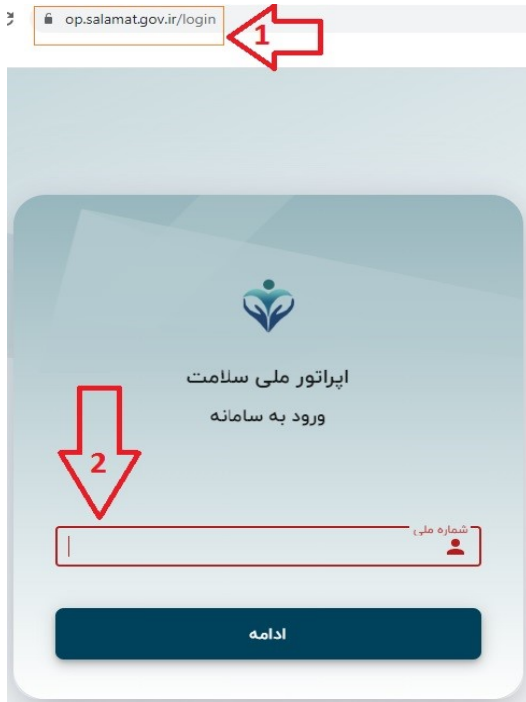 op.salamat.gov.ir/login
1
اپراتور ملی سلامت
ورود به سامانه
2
شماره ملی
ادامه